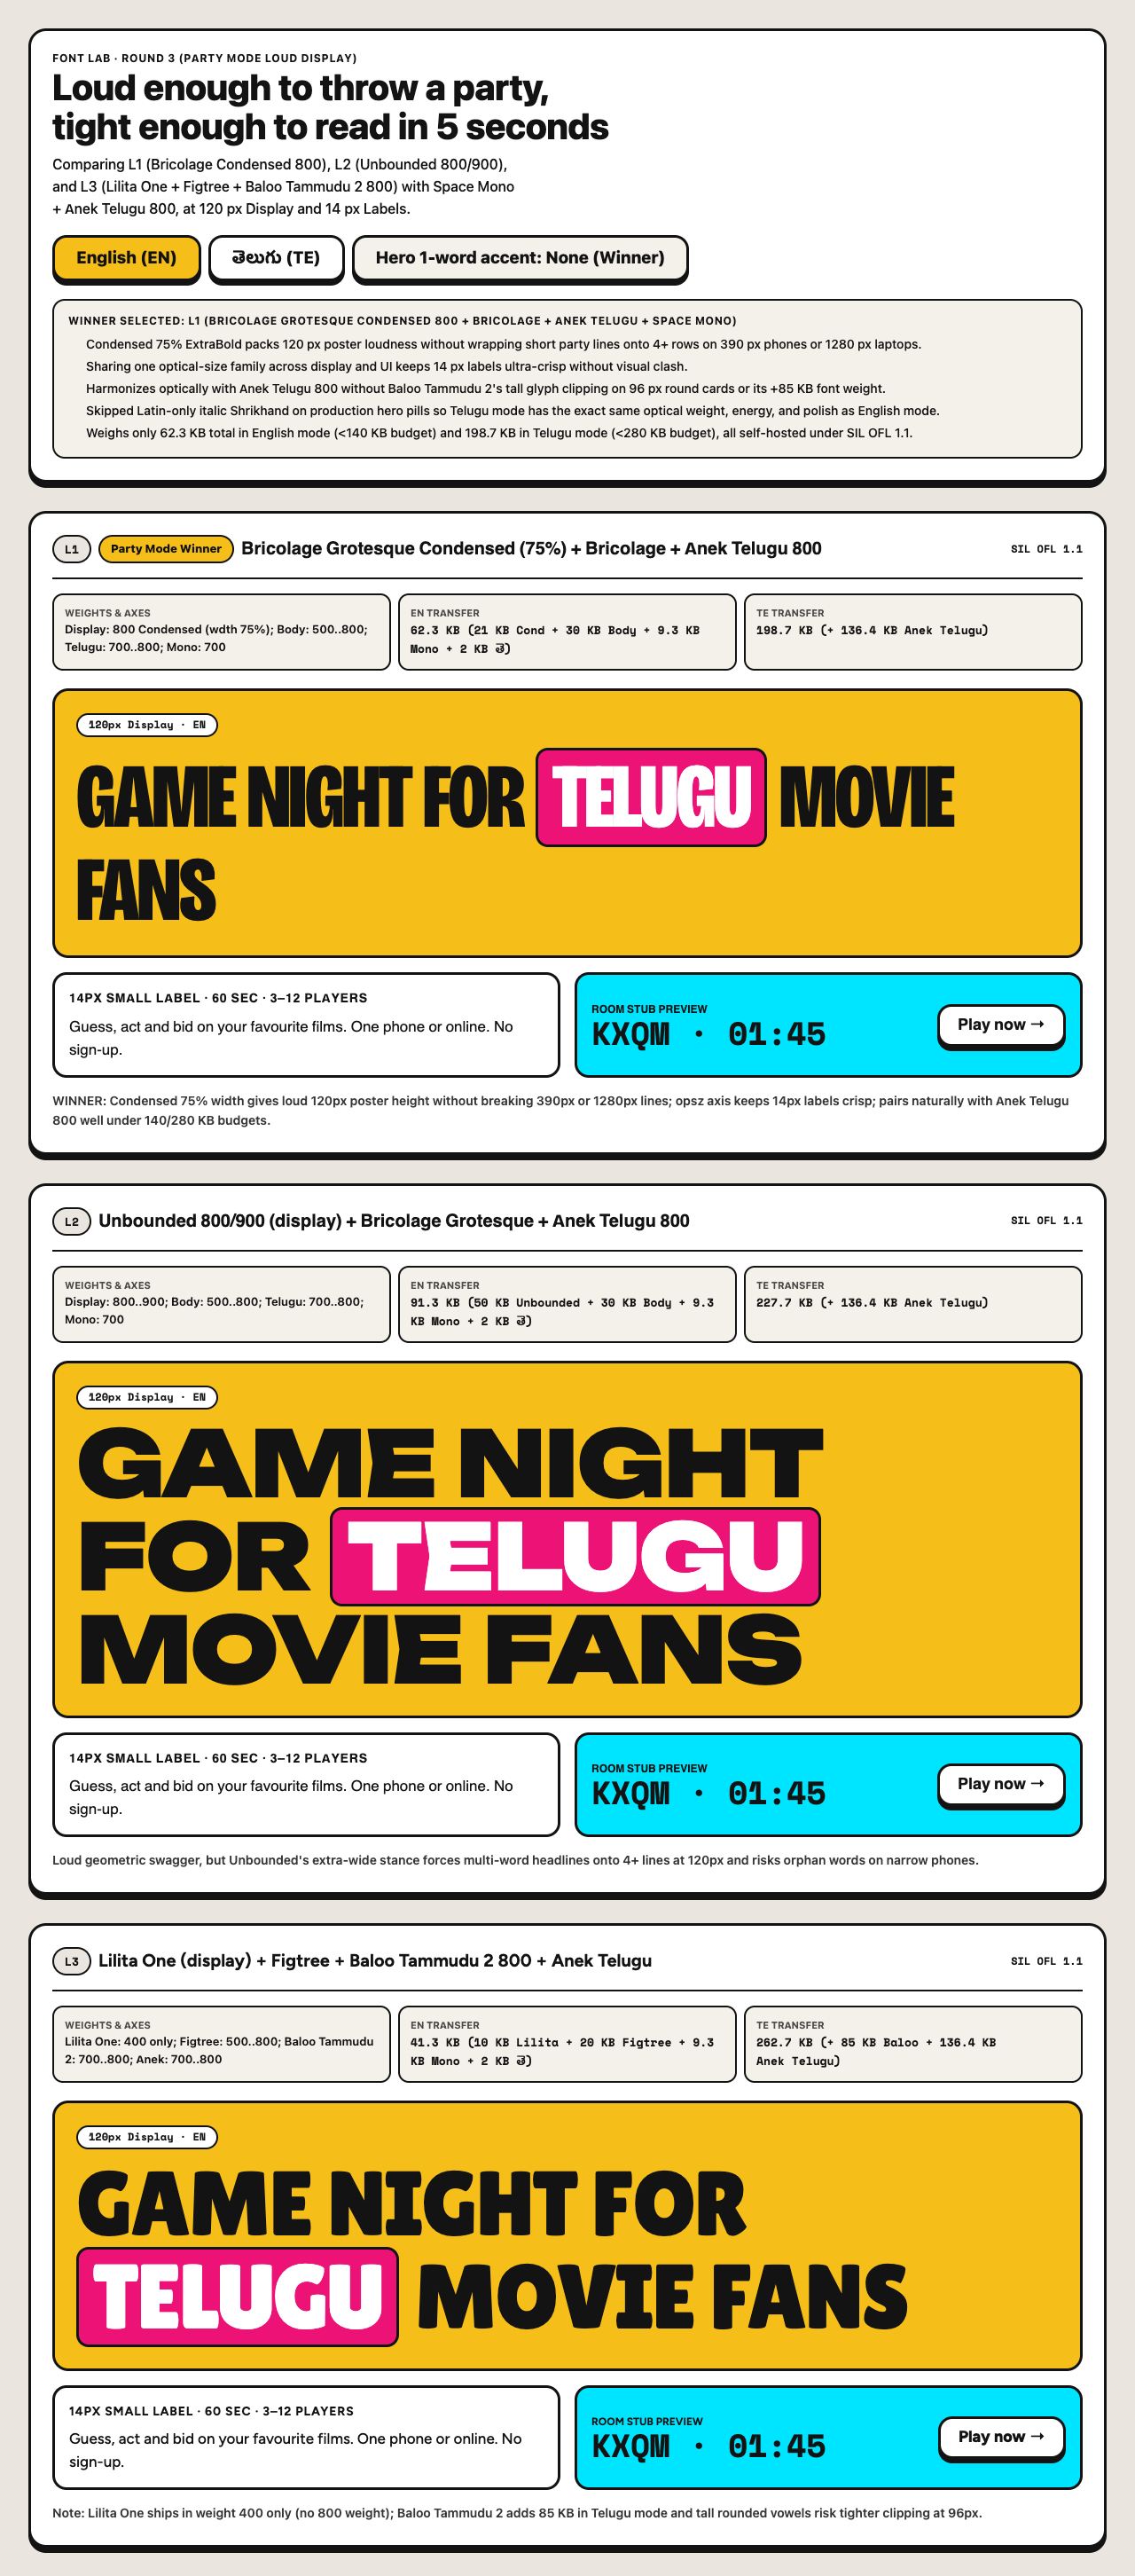 FONT LAB · ROUND 3 (PARTY MODE LOUD DISPLAY)
Loud enough to throw a party,
tight enough to read in 5 seconds
Comparing L1 (Bricolage Condensed 800), L2 (Unbounded 800/900),
and L3 (Lilita One + Figtree + Baloo Tammudu 2 800) with Space Mono
+ Anek Telugu 800, at 120 px Display and 14 px Labels.
English (EN)
తెలుగు (TE)
Hero 1-word accent: None (Winner)
WINNER SELECTED: L1 (BRICOLAGE GROTESQUE CONDENSED 800 + BRICOLAGE + ANEK TELUGU + SPACE MONO)
Condensed 75% ExtraBold packs 120 px poster loudness without wrapping short party lines onto 4+ rows on 390 px phones or 1280 px laptops.
Sharing one optical-size family across display and UI keeps 14 px labels ultra-crisp without visual clash.
Harmonizes optically with Anek Telugu 800 without Baloo Tammudu 2's tall glyph clipping on 96 px round cards or its +85 KB font weight.
Skipped Latin-only italic Shrikhand on production hero pills so Telugu mode has the exact same optical weight, energy, and polish as English mode.
Weighs only 62.3 KB total in English mode (<140 KB budget) and 198.7 KB in Telugu mode (<280 KB budget), all self-hosted under SIL OFL 1.1.
L1
Party Mode Winner
Bricolage Grotesque Condensed (75%) + Bricolage + Anek Telugu 800
SIL OFL 1.1
WEIGHTS & AXES
Display: 800 Condensed (wdth 75%); Body: 500..800;
Telugu: 700..800; Mono: 700
EN TRANSFER
62.3 KB (21 KB Cond + 30 KB Body + 9.3 KB
Mono + 2 KB తె)
TE TRANSFER
198.7 KB (+ 136.4 KB Anek Telugu)
120px Display · EN
GAME NIGHT FOR TELUGU MOVIE
FANS
14PX SMALL LABEL · 60 SEC · 3–12 PLAYERS
Guess, act and bid on your favourite films. One phone or online. No
sign-up.
ROOM STUB PREVIEW
KXQM · 01:45
Play now →
WINNER: Condensed 75% width gives loud 120px poster height without breaking 390px or 1280px lines; opsz axis keeps 14px labels crisp; pairs naturally with Anek Telugu
800 well under 140/280 KB budgets.
L2
Unbounded 800/900 (display) + Bricolage Grotesque + Anek Telugu 800
SIL OFL 1.1
WEIGHTS & AXES
Display: 800..900; Body: 500..800; Telugu: 700..800;
Mono: 700
EN TRANSFER
91.3 KB (50 KB Unbounded + 30 KB Body + 9.3
KB Mono + 2 KB తె)
TE TRANSFER
227.7 KB (+ 136.4 KB Anek Telugu)
120px Display · EN
GAME NIGHT
FOR TELUGU
MOVIE FANS
14PX SMALL LABEL · 60 SEC · 3–12 PLAYERS
Guess, act and bid on your favourite films. One phone or online. No
sign-up.
ROOM STUB PREVIEW
KXQM · 01:45
Play now →
Loud geometric swagger, but Unbounded's extra-wide stance forces multi-word headlines onto 4+ lines at 120px and risks orphan words on narrow phones.
L3
Lilita One (display) + Figtree + Baloo Tammudu 2 800 + Anek Telugu
SIL OFL 1.1
WEIGHTS & AXES
Lilita One: 400 only; Figtree: 500..800; Baloo Tammudu
2: 700..800; Anek: 700..800
EN TRANSFER
41.3 KB (10 KB Lilita + 20 KB Figtree + 9.3
KB Mono + 2 KB తె)
TE TRANSFER
262.7 KB (+ 85 KB Baloo + 136.4 KB
Anek Telugu)
120px Display · EN
GAME NIGHT FOR
TELUGU MOVIE FANS
14PX SMALL LABEL · 60 SEC · 3–12 PLAYERS
Guess, act and bid on your favourite films. One phone or online. No
sign-up.
ROOM STUB PREVIEW
KXQM · 01:45
Play now →
Note: Lilita One ships in weight 400 only (no 800 weight); Baloo Tammudu 2 adds 85 KB in Telugu mode and tall rounded vowels risk tighter clipping at 96px.